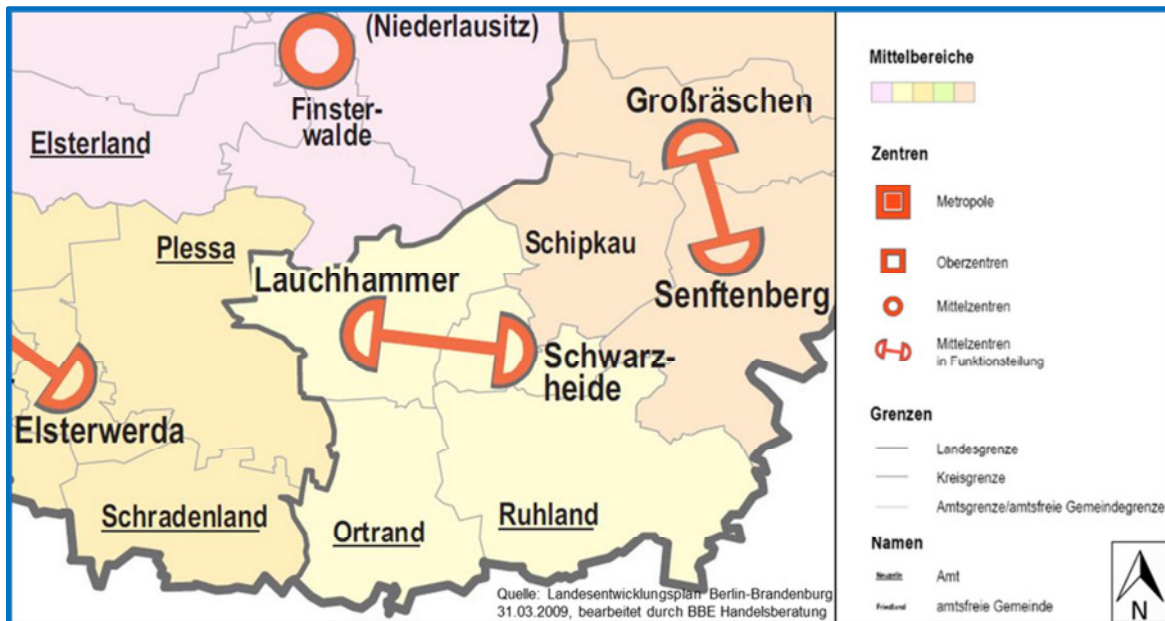 (Niederlausitz)
Finster-
walde
Elsterland
Großräschen
Plessa
Schipkau
Lauchhammer
Senftenberg
Schwarz-
heide
Elsterwerda
Schradenland
Ortrand
Ruhland
Quelle: Landesentwicklungsplan Berlin-Brandenburg
31.03.2009, bearbeitet durch BBE Handelsberatung
Mittelbereiche
Zentren
Metropole
Oberzentren
Mittelzentren
Mittelzentren
in Funktionsteilung
Grenzen
Landesgrenze
Kreisgrenze
Amtsgrenze/amtsfreie Gemeindegrenze
Namen
Neuzelle Amt
Friedland amtsfreie Gemeinde
N